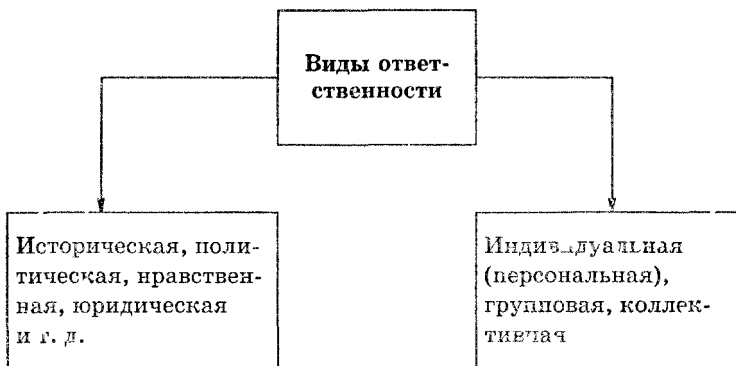 Виды ответ-
ственности
Историческая, поли-
тическая, нравствен-
ная, юридическая
и т. д.
Индивидуальная
(персональная),
групповая, коллек-
тивная